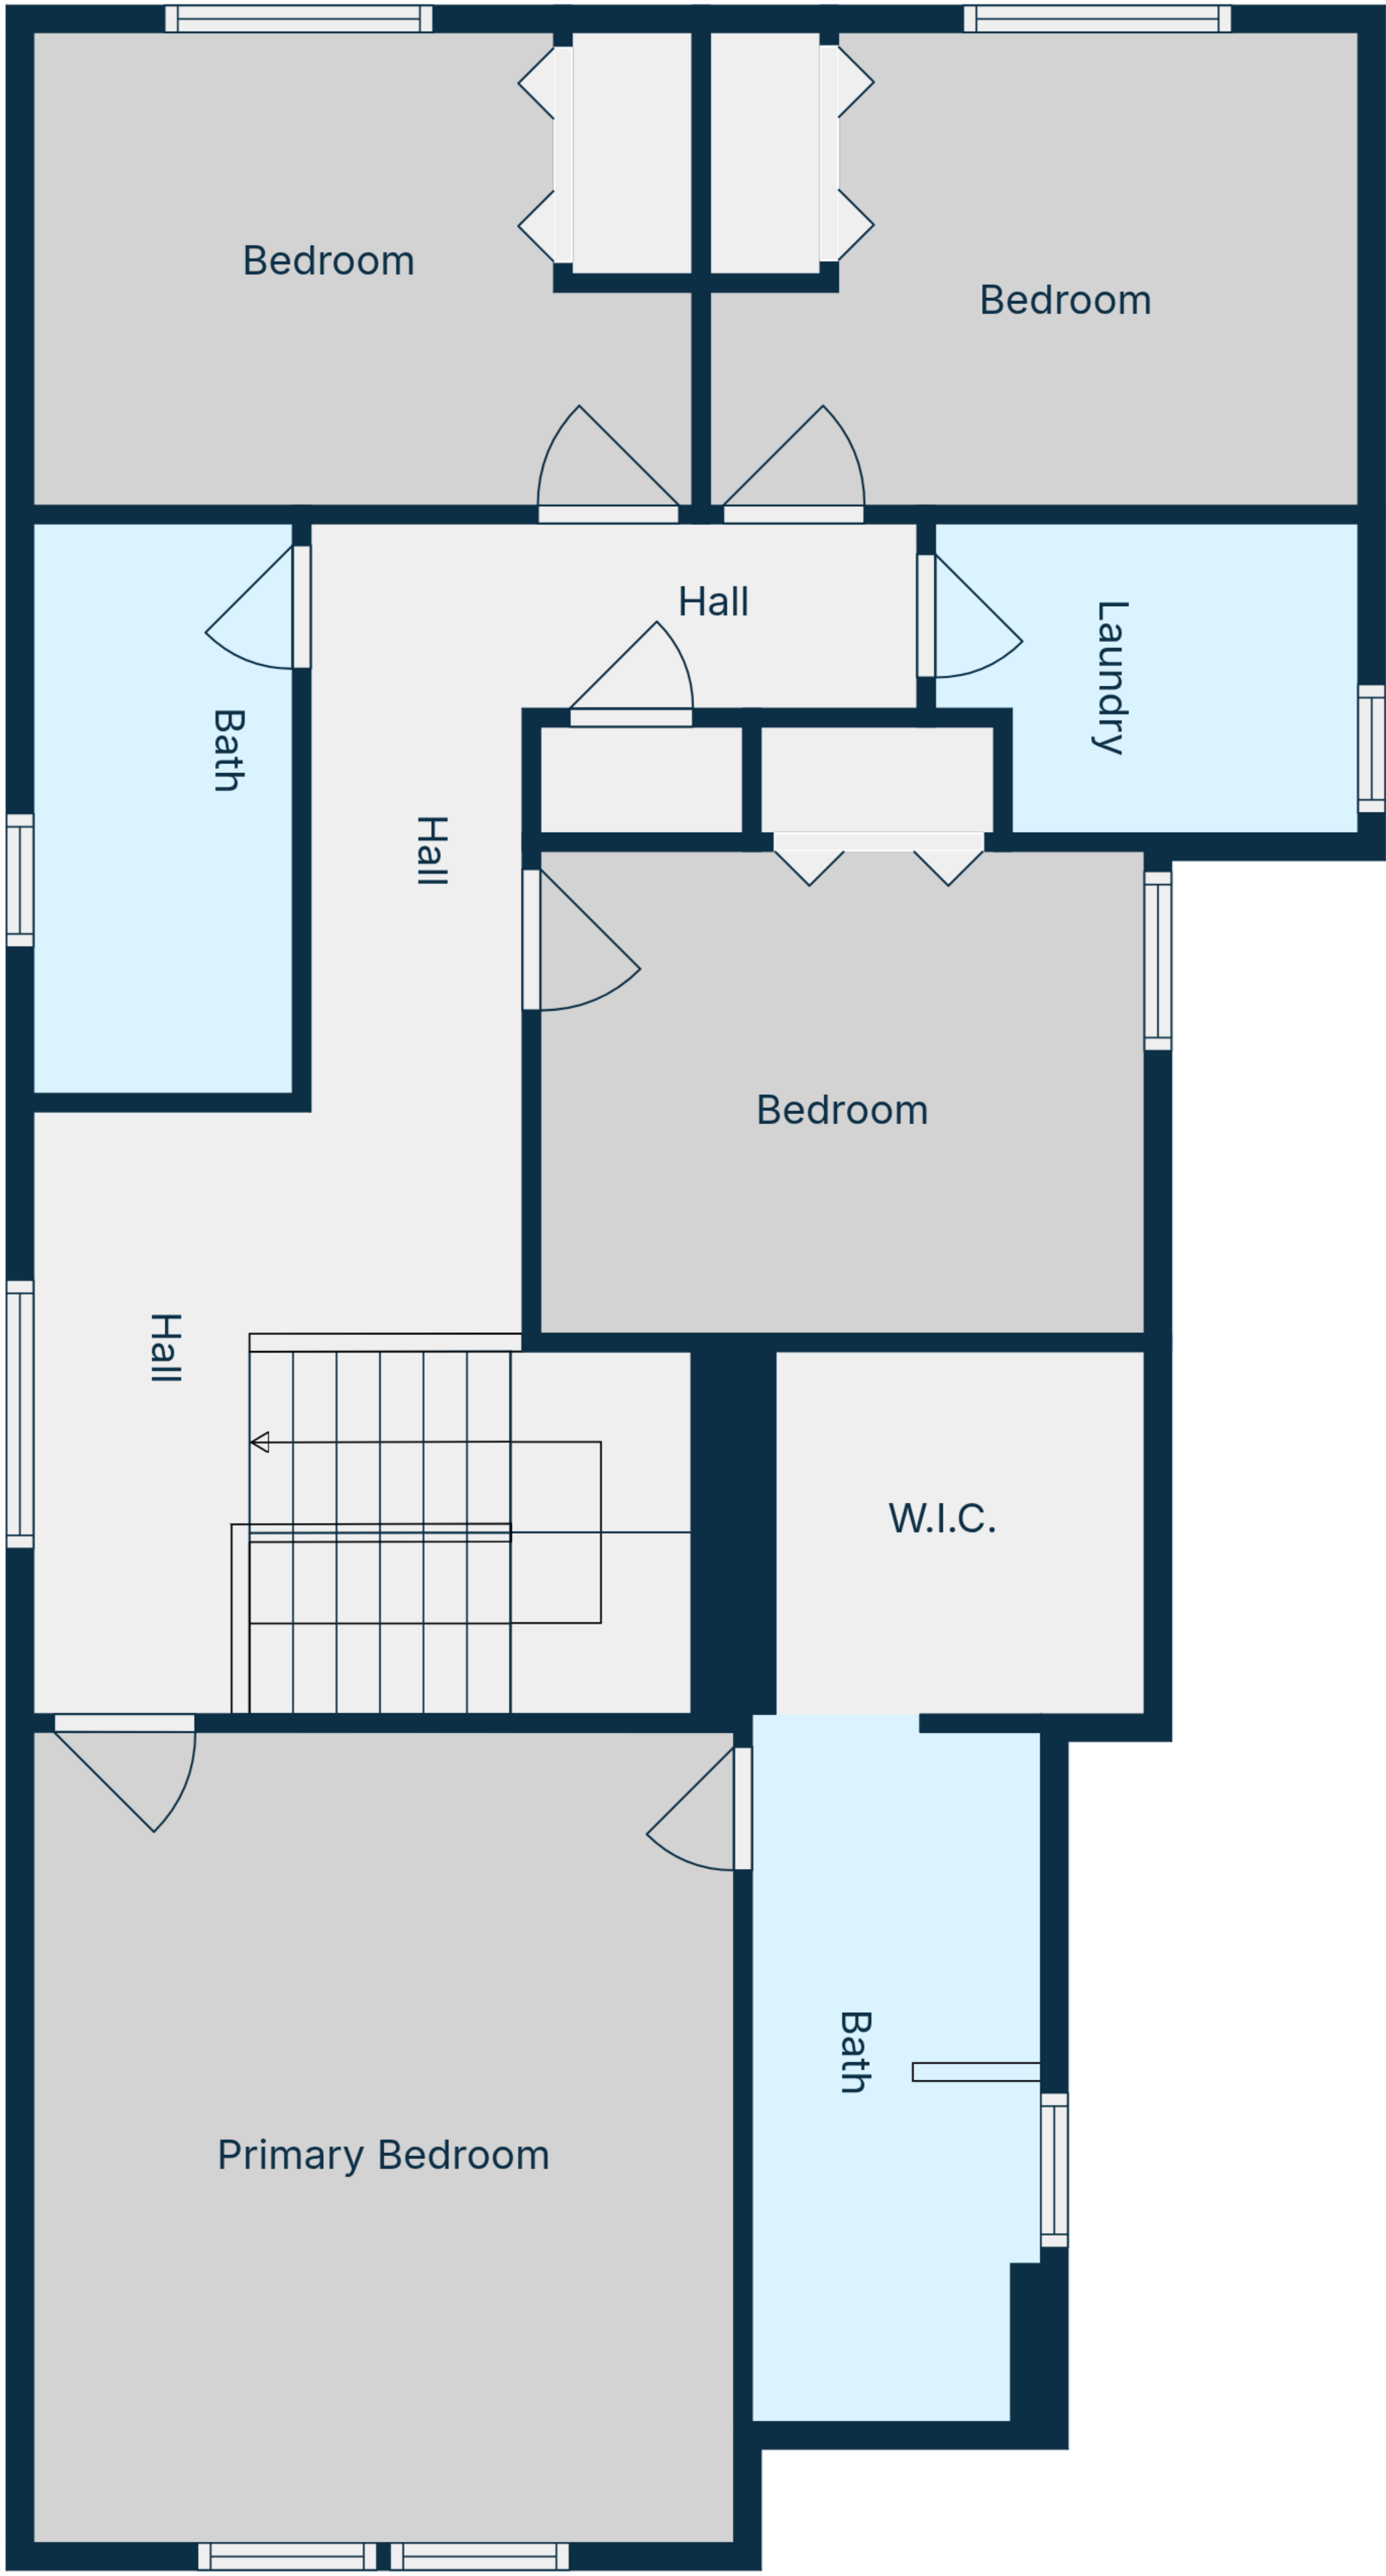 Bedroom
Bedroom
Hall
Laundry
Bath
Hall
Bedroom
Hall
W.I.C.
Bath
Primary Bedroom